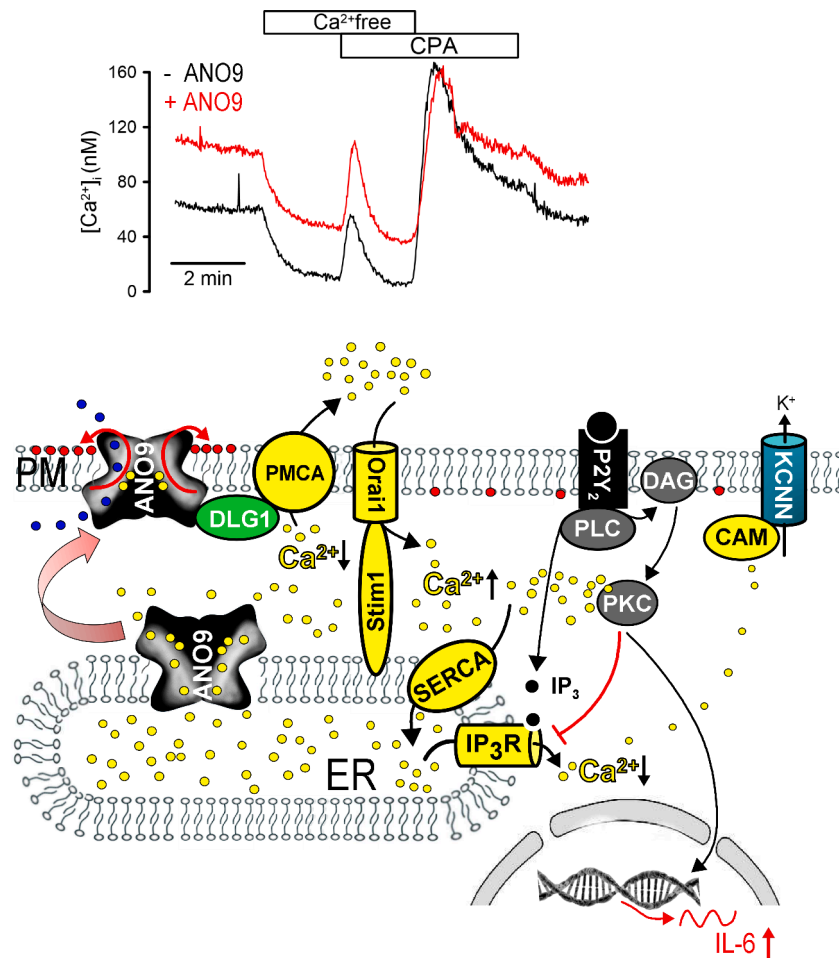 Ca²⁺free
CPA
160
120
80
40
0
[Ca²⁺]ᵢ (nM)
- ANO9
+ ANO9
2 min
K⁺
PM
ANO9
PMCA
Orai1
P2Y₂
DAG
KCNN
DLG1
PLC
CAM
Ca²⁺↓
Stim1
Ca²⁺↑
PKC
ANO9
SERCA
IP₃
IP₃R
ER
Ca²⁺↓
IL-6↑